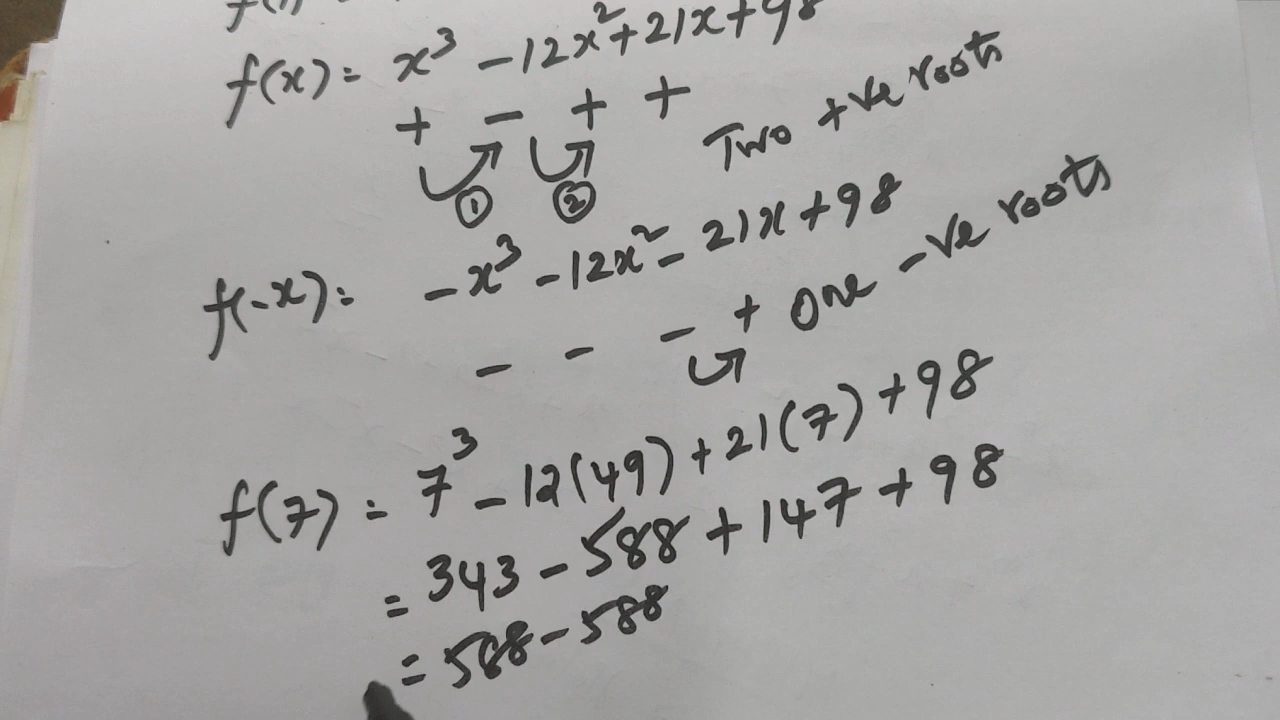 f(x) = x³ - 12x² + 21x + 98
+ - + + Two +ve roots
① ②
f(-x) = -x³ - 12x² - 21x + 98
- - - + One -ve roots
f(7) = 7³ - 12(49) + 21(7) + 98
= 343 - 588 + 147 + 98
= 588 - 588